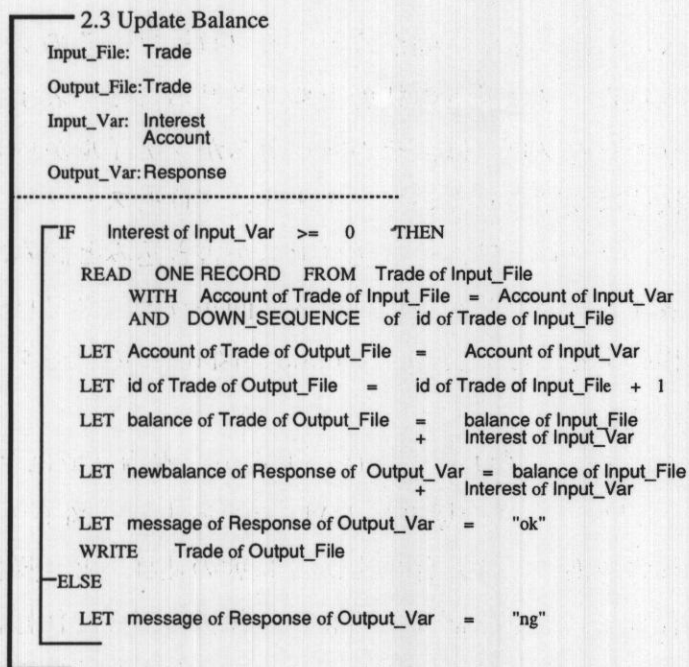 2.3 Update Balance
Input_File: Trade
Output_File:Trade
Input_Var: Interest
Account
Output_Var:Response
IF Interest of Input_Var >= 0 THEN
READ ONE RECORD FROM Trade of Input_File
WITH Account of Trade of Input_File = Account of Input_Var
AND DOWN_SEQUENCE of id of Trade of Input_File
LET Account of Trade of Output_File = Account of Input_Var
LET id of Trade of Output_File = id of Trade of Input_File + 1
LET balance of Trade of Output_File = balance of Input_File
+ Interest of Input_Var
LET newbalance of Response of Output_Var = balance of Input_File
+ Interest of Input_Var
LET message of Response of Output_Var = "ok"
WRITE Trade of Output_File
ELSE
LET message of Response of Output_Var = "ng"